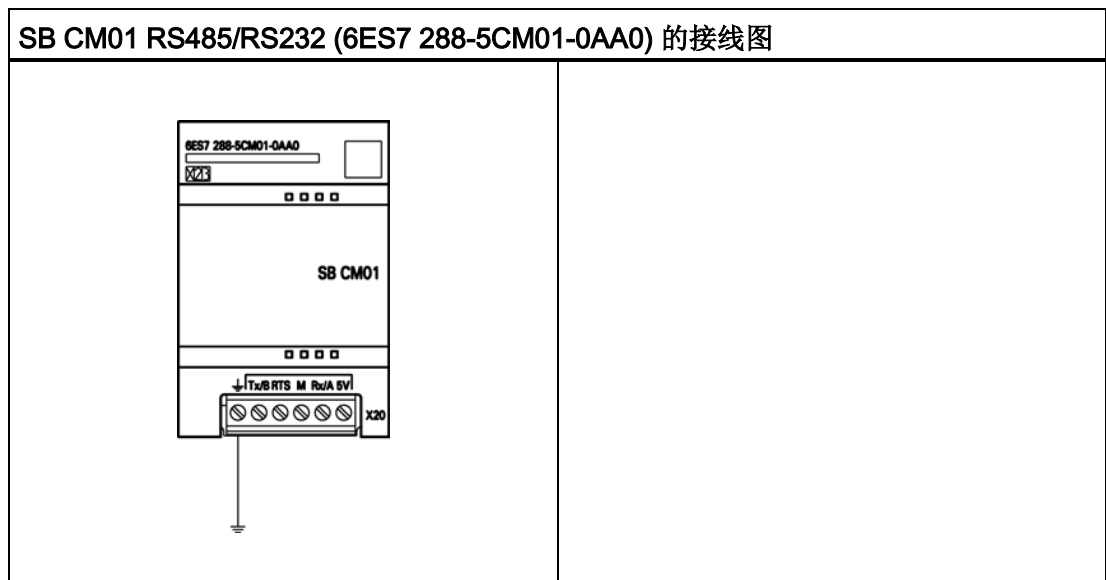 SB CM01 RS485/RS232 (6ES7 288-5CM01-0AA0) 的接线图
6ES7 288-5CM01-0AA0
SB CM01
Tx/B RTS M Rx/A 5V
X20